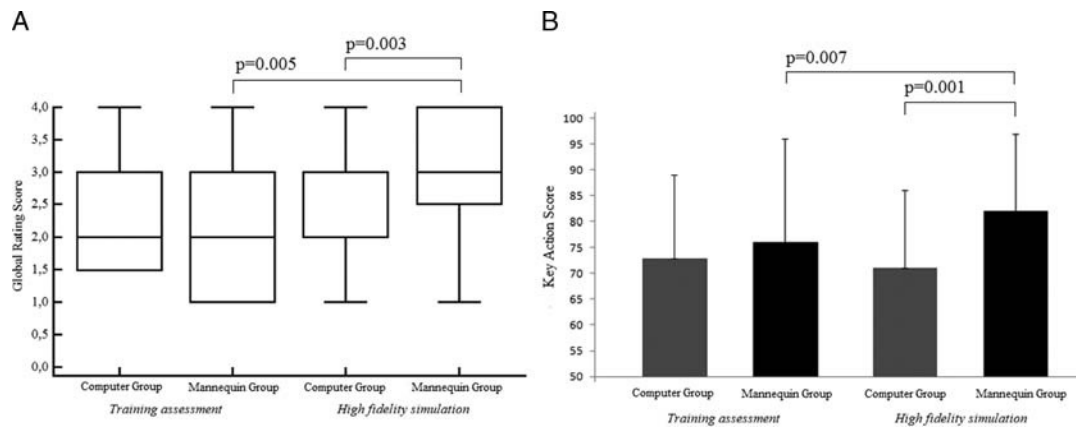 A
p=0.003
p=0.005
Global Rating Score
4,0
3,5
3,0
2,5
2,0
1,5
1,0
0,5
0,0
Computer Group Mannequin Group Computer Group Mannequin Group
Training assessment High fidelity simulation
B
p=0.007
p=0.001
Key Action Score
100
95
90
85
80
75
70
65
60
55
50
Computer Group Mannequin Group Computer Group Mannequin Group
Training assessment High fidelity simulation